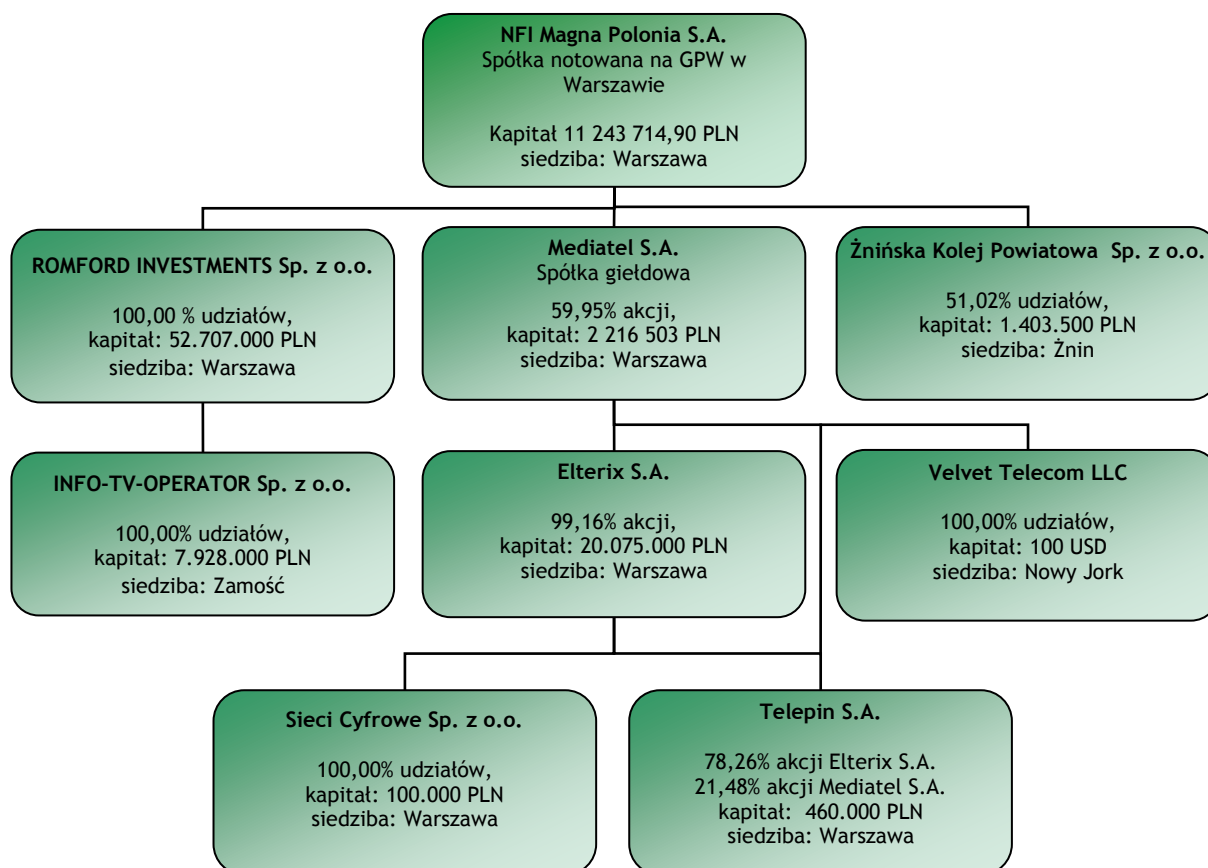 NFI Magna Polonia S.A.
Spółka notowana na GPW w
Warszawie
Kapitał 11 243 714,90 PLN
siedziba: Warszawa
ROMFORD INVESTMENTS Sp. z o.o.
100,00 % udziałów,
kapitał: 52.707.000 PLN
siedziba: Warszawa
Mediatel S.A.
Spółka giełdowa
59,95% akcji,
kapitał: 2 216 503 PLN
siedziba: Warszawa
Żnińska Kolej Powiatowa Sp. z o.o.
51,02% udziałów,
kapitał: 1.403.500 PLN
siedziba: Żnin
INFO-TV-OPERATOR Sp. z o.o.
100,00% udziałów,
kapitał: 7.928.000 PLN
siedziba: Zamość
Elterix S.A.
99,16% akcji,
kapitał: 20.075.000 PLN
siedziba: Warszawa
Velvet Telecom LLC
100,00% udziałów,
kapitał: 100 USD
siedziba: Nowy Jork
Sieci Cyfrowe Sp. z o.o.
100,00% udziałów,
kapitał: 100.000 PLN
siedziba: Warszawa
Telepin S.A.
78,26% akcji Elterix S.A.
21,48% akcji Mediatel S.A.
kapitał: 460.000 PLN
siedziba: Warszawa